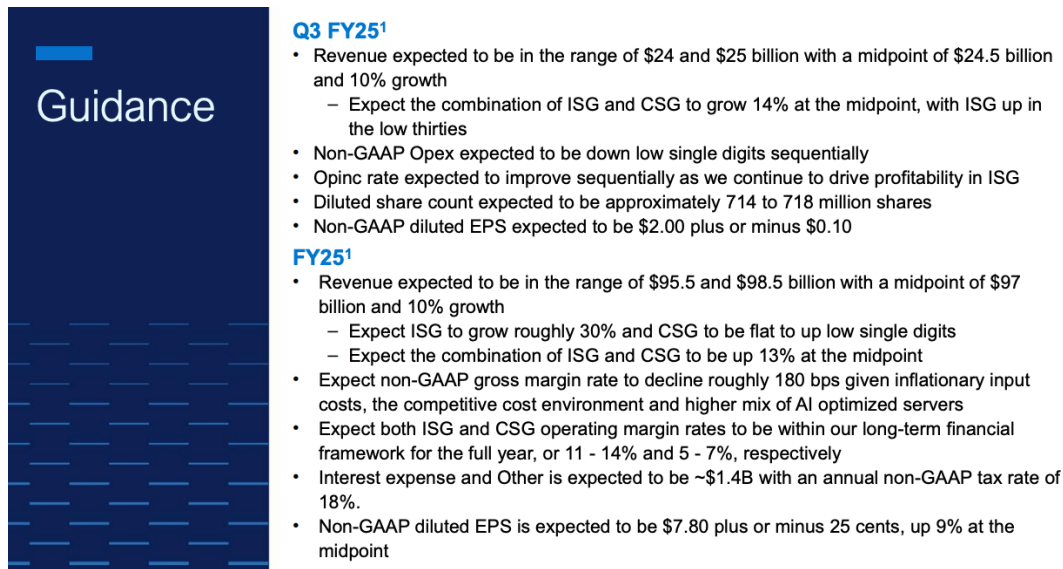 Guidance
Q3 FY25¹
• Revenue expected to be in the range of $24 and $25 billion with a midpoint of $24.5 billion
and 10% growth
– Expect the combination of ISG and CSG to grow 14% at the midpoint, with ISG up in
the low thirties
• Non-GAAP Opex expected to be down low single digits sequentially
• Opinc rate expected to improve sequentially as we continue to drive profitability in ISG
• Diluted share count expected to be approximately 714 to 718 million shares
• Non-GAAP diluted EPS expected to be $2.00 plus or minus $0.10
FY25¹
• Revenue expected to be in the range of $95.5 and $98.5 billion with a midpoint of $97
billion and 10% growth
– Expect ISG to grow roughly 30% and CSG to be flat to up low single digits
– Expect the combination of ISG and CSG to be up 13% at the midpoint
• Expect non-GAAP gross margin rate to decline roughly 180 bps given inflationary input
costs, the competitive cost environment and higher mix of AI optimized servers
• Expect both ISG and CSG operating margin rates to be within our long-term financial
framework for the full year, or 11 - 14% and 5 - 7%, respectively
• Interest expense and Other is expected to be ~$1.4B with an annual non-GAAP tax rate of
18%.
• Non-GAAP diluted EPS is expected to be $7.80 plus or minus 25 cents, up 9% at the
midpoint